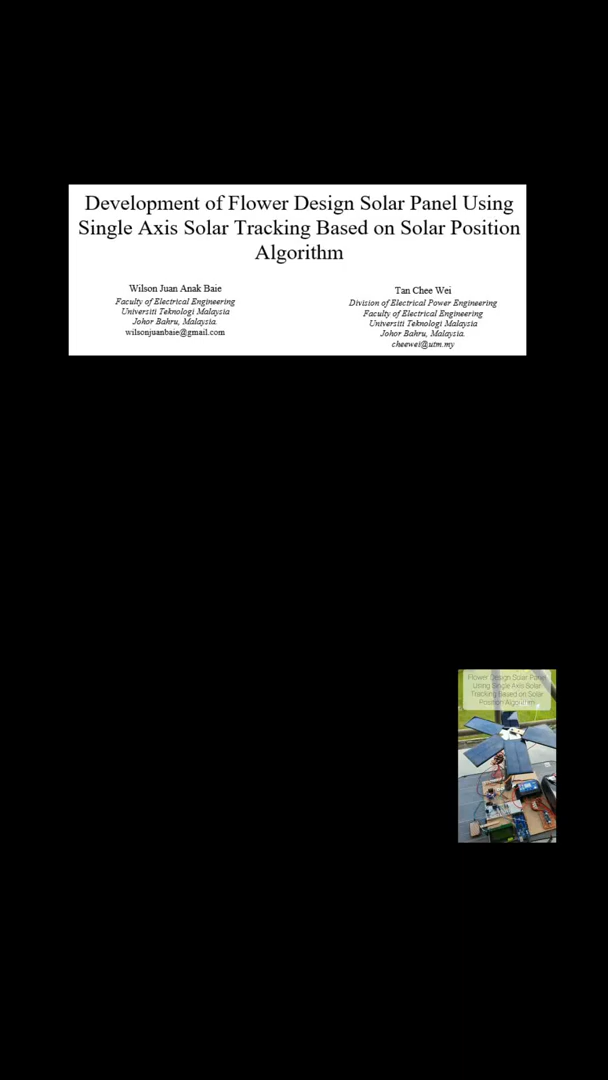 Development of Flower Design Solar Panel Using
Single Axis Solar Tracking Based on Solar Position
Algorithm
Wilson Juan Anak Baie
Faculty of Electrical Engineering
Universiti Teknologi Malaysia
Johor Bahru, Malaysia.
wilsonjuanbaie@gmail.com
Tan Chee Wei
Division of Electrical Power Engineering
Faculty of Electrical Engineering
Universiti Teknologi Malaysia
Johor Bahru, Malaysia.
cheewei@utm.my
Flower Design Solar Panel
Using Single Axis Solar
Tracking Based on Solar
Position Algorithm